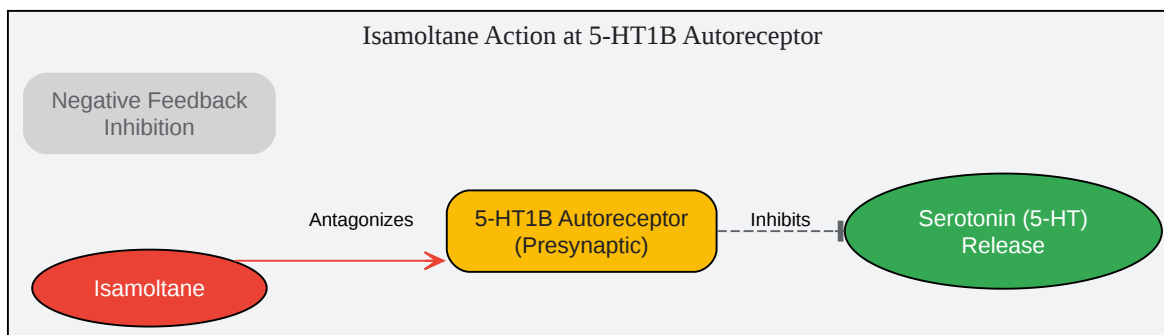 Isamoltane Action at 5-HT1B Autoreceptor
Negative Feedback
Inhibition
Antagonizes
5-HT1B Autoreceptor
(Presynaptic)
Inhibits
Serotonin (5-HT)
Release
Isamoltane